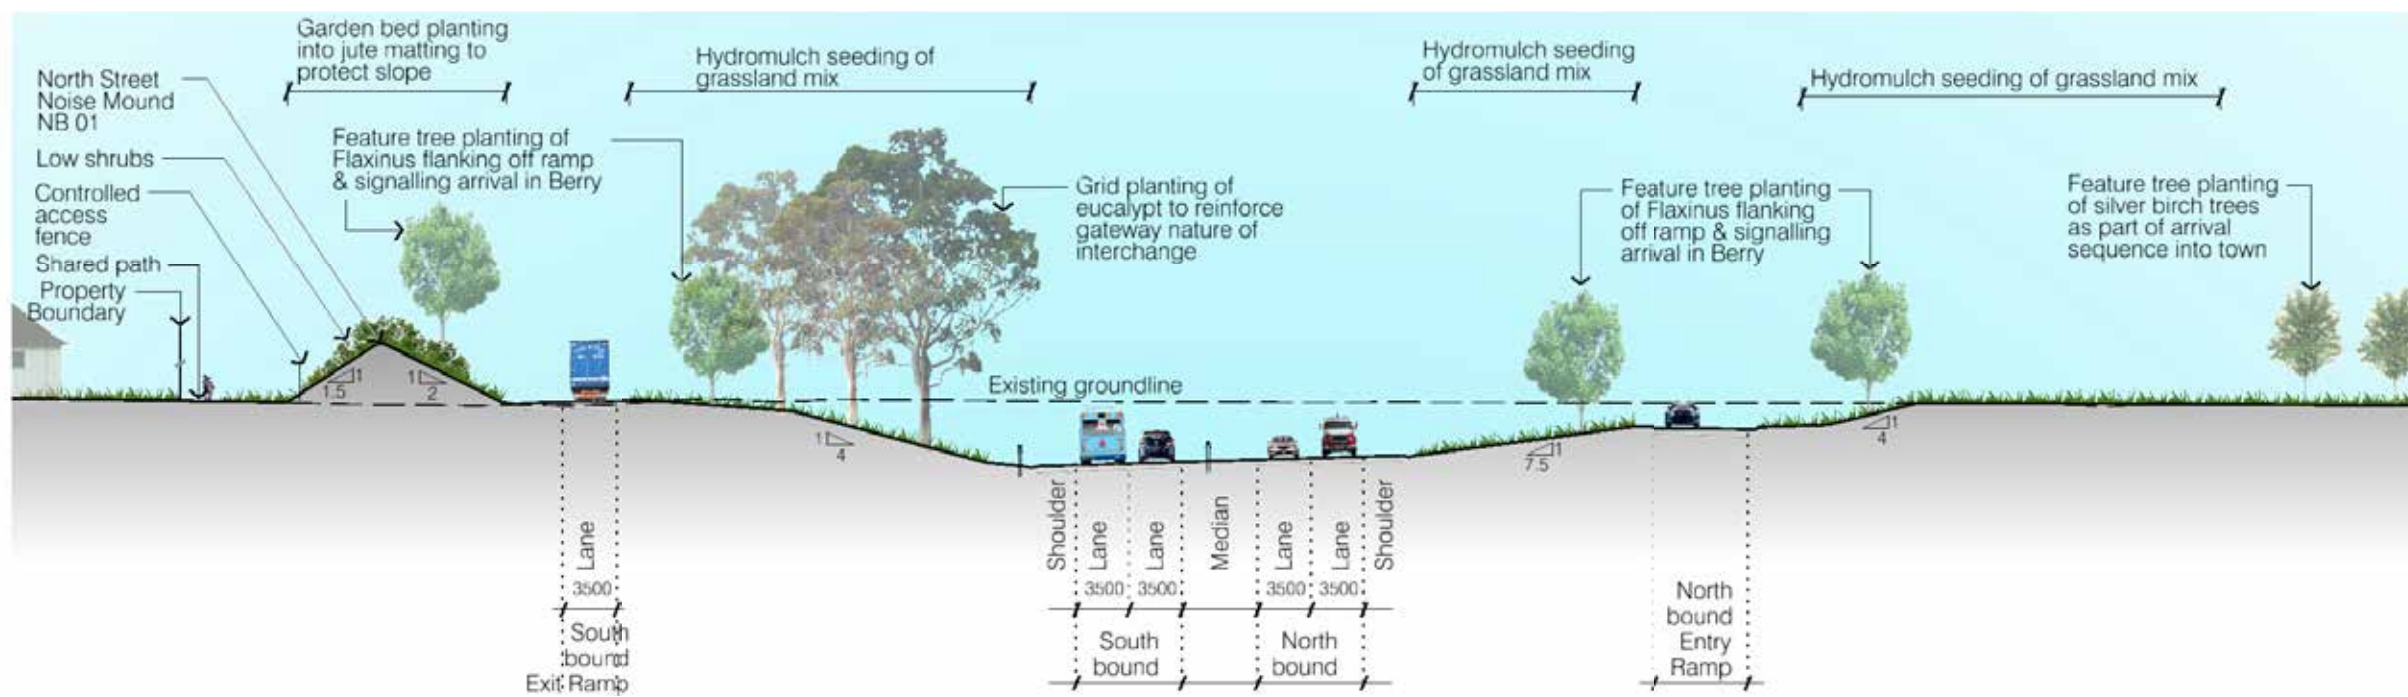 Garden bed planting
into jute matting to
protect slope
North Street
Noise Mound
NB 01
Low shrubs
Controlled
access
fence
Shared path
Property
Boundary
Feature tree planting of
Flaxinus flanking off ramp
& signalling arrival in Berry
Hydromulch seeding of
grassland mix
Grid planting of
eucalypt to reinforce
gateway nature of
interchange
Hydromulch seeding
of grassland mix
Hydromulch seeding of grassland mix
Feature tree planting
of Flaxinus flanking
off ramp & signalling
arrival in Berry
Feature tree planting
of silver birch trees
as part of arrival
sequence into town
Existing groundline
1
1.5
1
2
1
4
1
7.5
1
4
Lane
3500
South
bound
Exit Ramp
Shoulder
Lane
3500
Lane
3500
Median
Lane
3500
Lane
3500
Shoulder
South
bound
North
bound
North
bound
Entry
Ramp